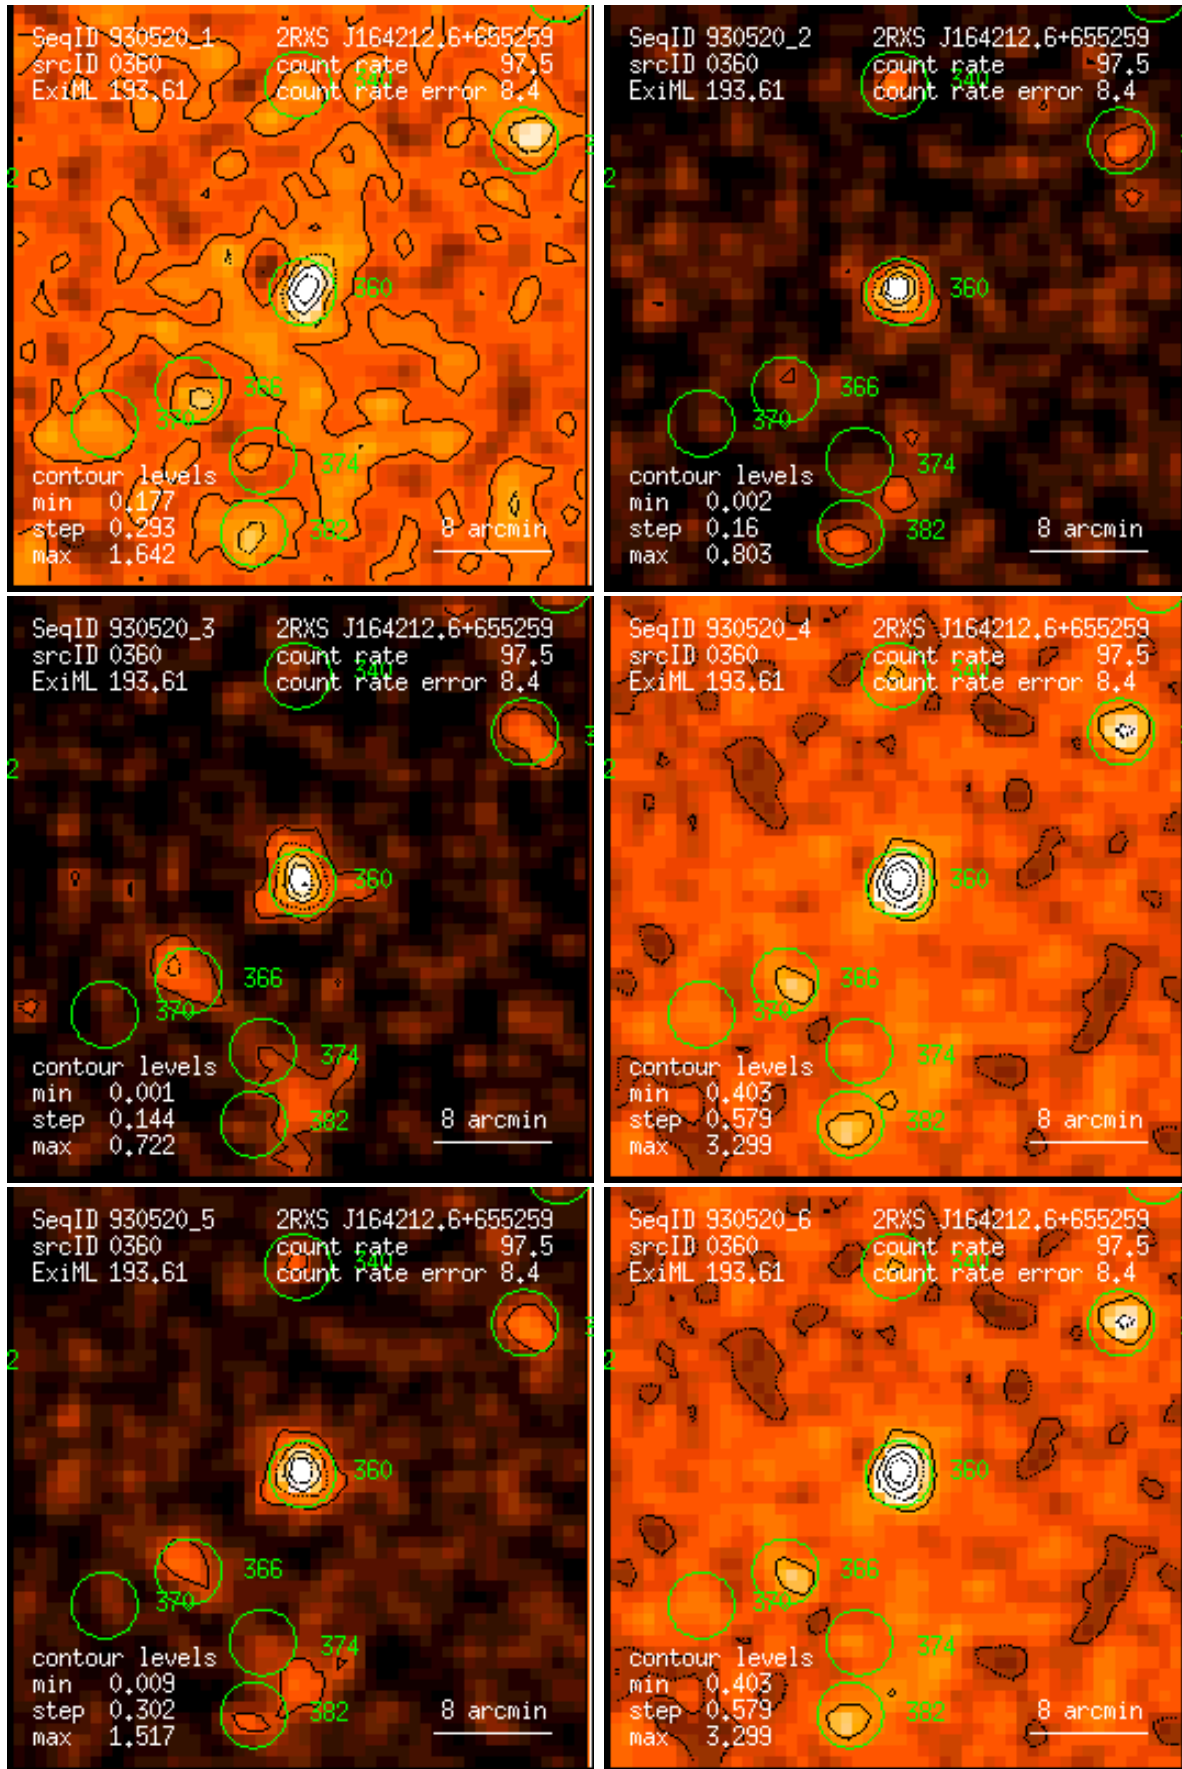 SeqID 930520_1 2RXS J164212.6+655259
srcID 0360 count rate 97.5
ExiML 193.61 count rate error 8.4
340
2
360
366
370
374
382
contour levels
min 0.177
step 0.293
max 1.642
8 arcmin
SeqID 930520_2 2RXS J164212.6+655259
srcID 0360 count rate 97.5
ExiML 193.61 count rate error 8.4
340
2
360
366
370
374
382
contour levels
min 0.002
step 0.16
max 0.803
8 arcmin
SeqID 930520_3 2RXS J164212.6+655259
srcID 0360 count rate 97.5
ExiML 193.61 count rate error 8.4
340
2
360
366
370
374
382
contour levels
min 0.001
step 0.144
max 0.722
8 arcmin
SeqID 930520_4 2RXS J164212.6+655259
srcID 0360 count rate 97.5
ExiML 193.61 count rate error 8.4
340
2
360
366
370
374
382
contour levels
min 0.403
step 0.579
max 3.299
8 arcmin
SeqID 930520_5 2RXS J164212.6+655259
srcID 0360 count rate 97.5
ExiML 193.61 count rate error 8.4
340
2
360
366
370
374
382
contour levels
min 0.009
step 0.302
max 1.517
8 arcmin
SeqID 930520_6 2RXS J164212.6+655259
srcID 0360 count rate 97.5
ExiML 193.61 count rate error 8.4
340
2
360
366
370
374
382
contour levels
min 0.403
step 0.579
max 3.299
8 arcmin